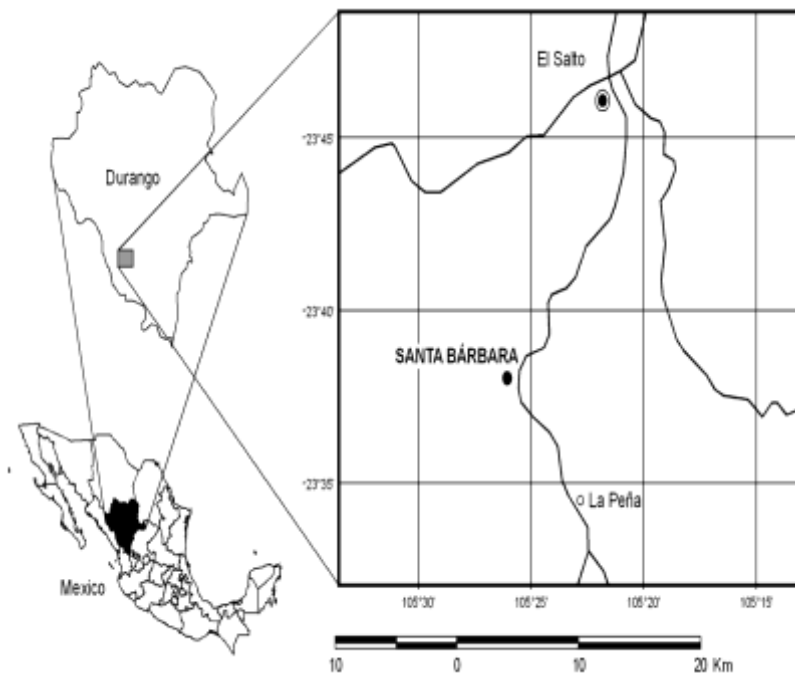 El Salto
Durango
-23°45
-23°40
SANTA BÁRBARA
-23°35
La Peña
Mexico
105°30
105°25
105°20
105°15
10
0
10
20 Km